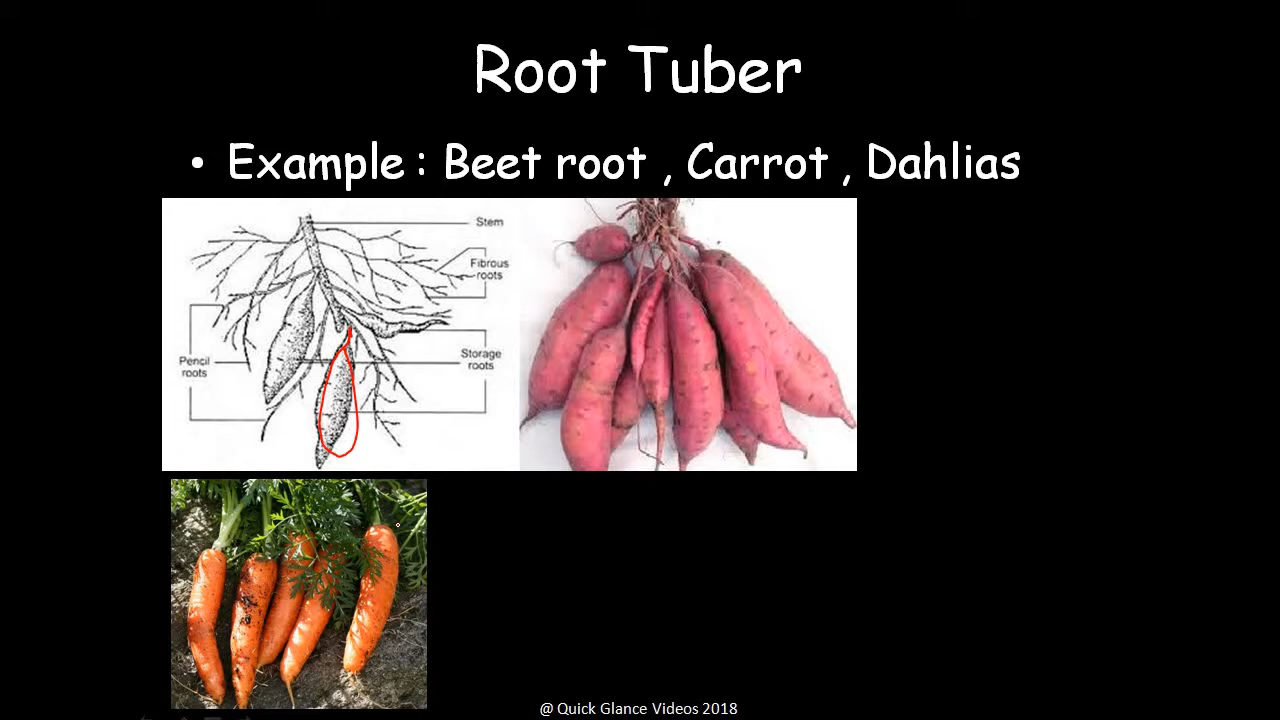 Root Tuber
• Example : Beet root , Carrot , Dahlias
Stem
Fibrous
roots
Pencil
roots
Storage
roots
@ Quick Glance Videos 2018